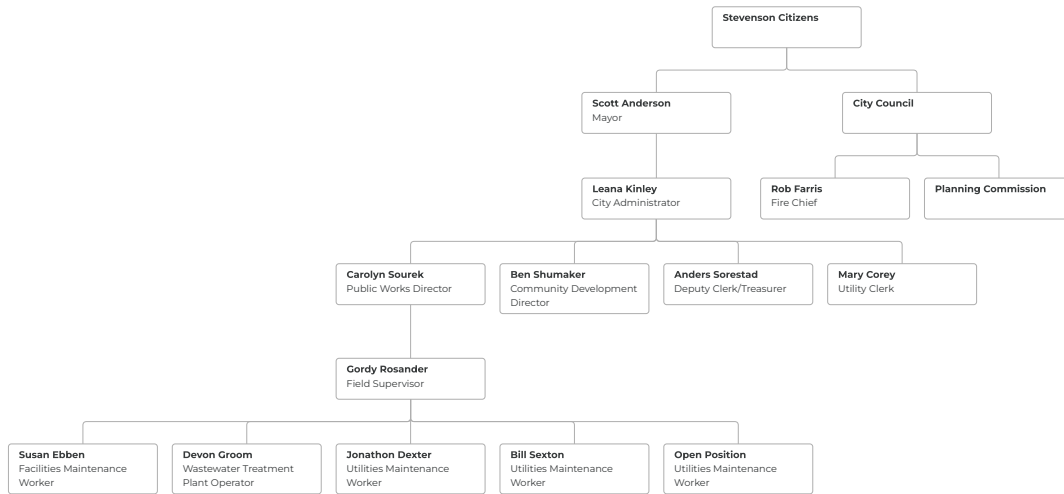 Stevenson Citizens
Scott Anderson
Mayor
City Council
Leana Kinley
City Administrator
Rob Farris
Fire Chief
Planning Commission
Carolyn Sourek
Public Works Director
Ben Shumaker
Community Development
Director
Anders Sorestad
Deputy Clerk/Treasurer
Mary Corey
Utility Clerk
Gordy Rosander
Field Supervisor
Susan Ebben
Facilities Maintenance
Worker
Devon Groom
Wastewater Treatment
Plant Operator
Jonathon Dexter
Utilities Maintenance
Worker
Bill Sexton
Utilities Maintenance
Worker
Open Position
Utilities Maintenance
Worker